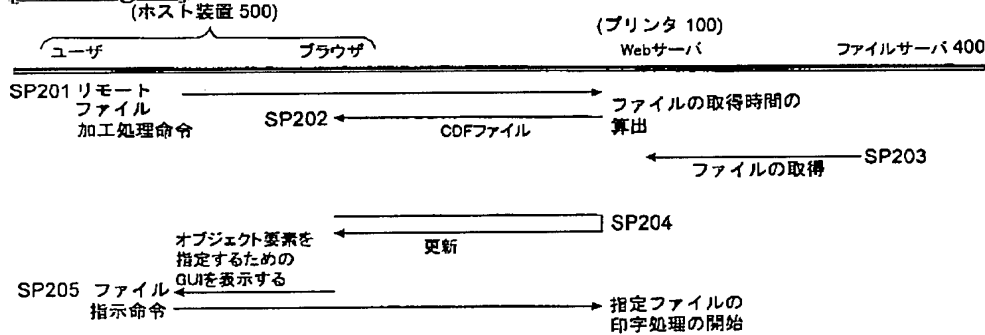 (ホスト装置 500)
(プリンタ 100)
ユーザ
ブラウザ
Webサーバ
ファイルサーバ 400
SP201 リモート
ファイル
加工処理命令
SP202
CDFファイル
ファイルの取得時間の
算出
ファイルの取得
SP203
SP204
更新
オブジェクト要素を
指定するための
GUIを表示する
SP205 ファイル
指示命令
指定ファイルの
印字処理の開始